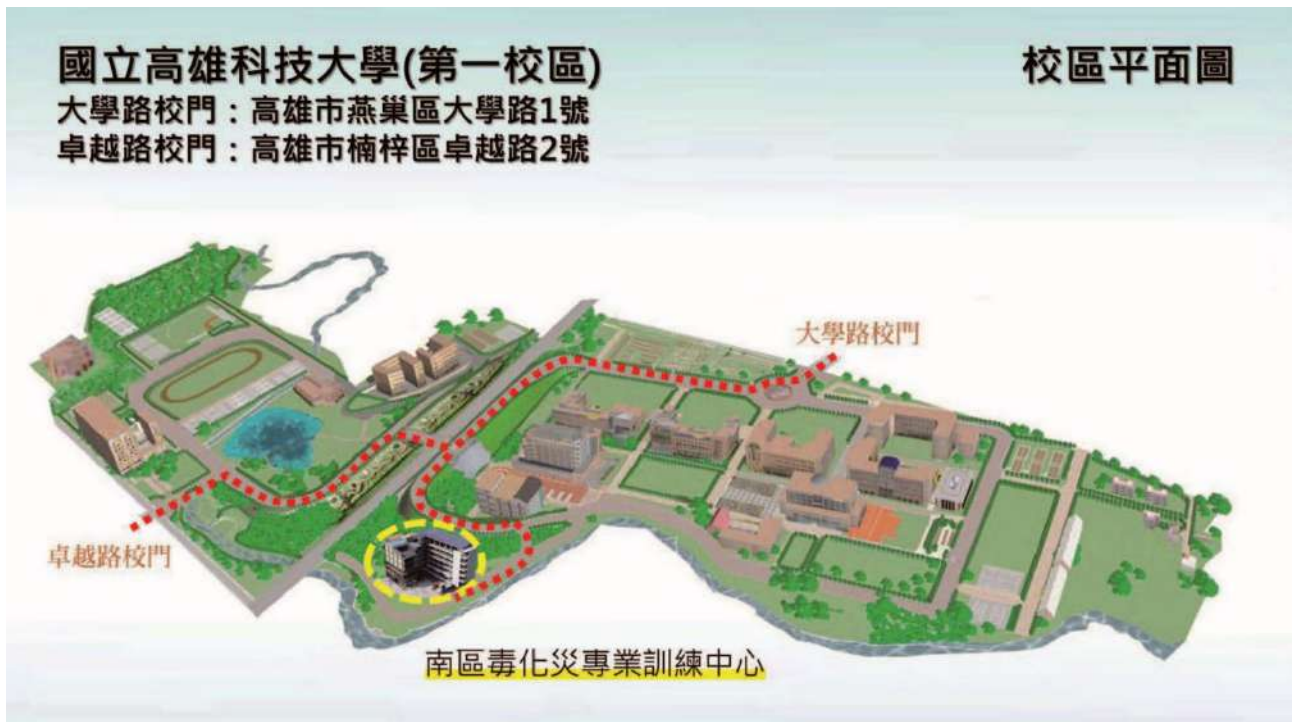 國立高雄科技大學(第一校區)
校區平面圖
大學路校門：高雄市燕巢區大學路1號
卓越路校門：高雄市楠梓區卓越路2號
大學路校門
卓越路校門
南區毒化災專業訓練中心